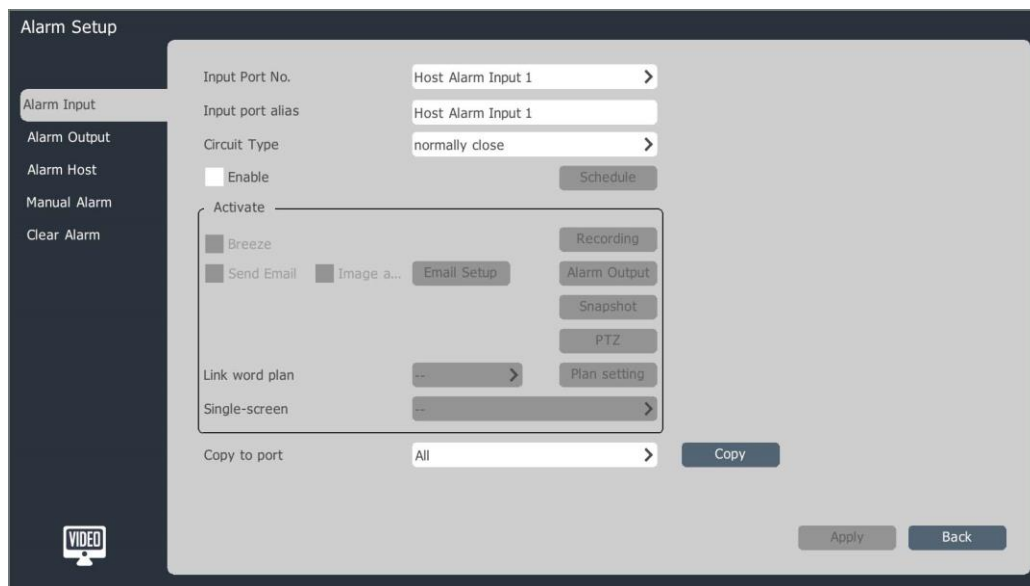 Alarm Setup
Alarm Input
Alarm Output
Alarm Host
Manual Alarm
Clear Alarm
VIDEO
Input Port No. Host Alarm Input 1
Input port alias Host Alarm Input 1
Circuit Type normally close
Enable Schedule
Activate
Breeze Recording
Send Email Image a... Email Setup Alarm Output
Snapshot
PTZ
Link word plan -- Plan setting
Single-screen --
Copy to port All Copy
Apply Back